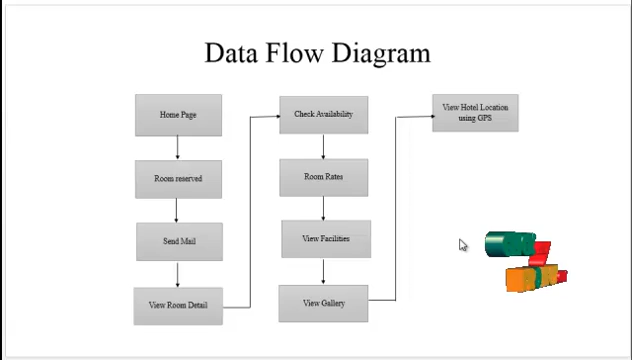 Data Flow Diagram
Home Page
Room reserved
Send Mail
View Room Detail
Check Availability
Room Rates
View Facilities
View Gallery
View Hotel Location
using GPS